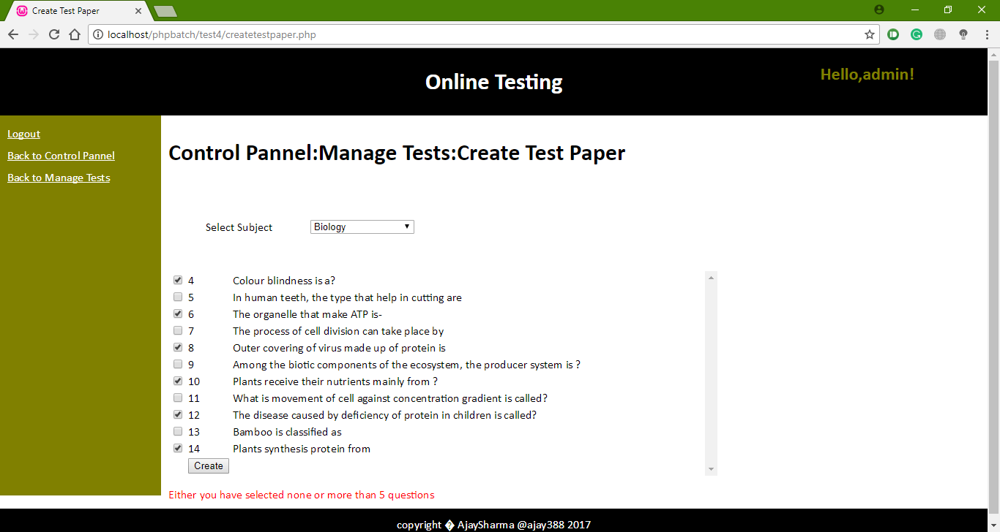 Create Test Paper
localhost/phpbatch/test4/createtestpaper.php
Online Testing
Hello,admin!
Logout
Back to Control Pannel
Back to Manage Tests
Control Pannel:Manage Tests:Create Test Paper
Select Subject Biology
4 Colour blindness is a?
5 In human teeth, the type that help in cutting are
6 The organelle that make ATP is-
7 The process of cell division can take place by
8 Outer covering of virus made up of protein is
9 Among the biotic components of the ecosystem, the producer system is ?
10 Plants receive their nutrients mainly from ?
11 What is movement of cell against concentration gradient is called?
12 The disease caused by deficiency of protein in children is called?
13 Bamboo is classified as
14 Plants synthesis protein from
Create
Either you have selected none or more than 5 questions
copyright � AjaySharma @ajay388 2017